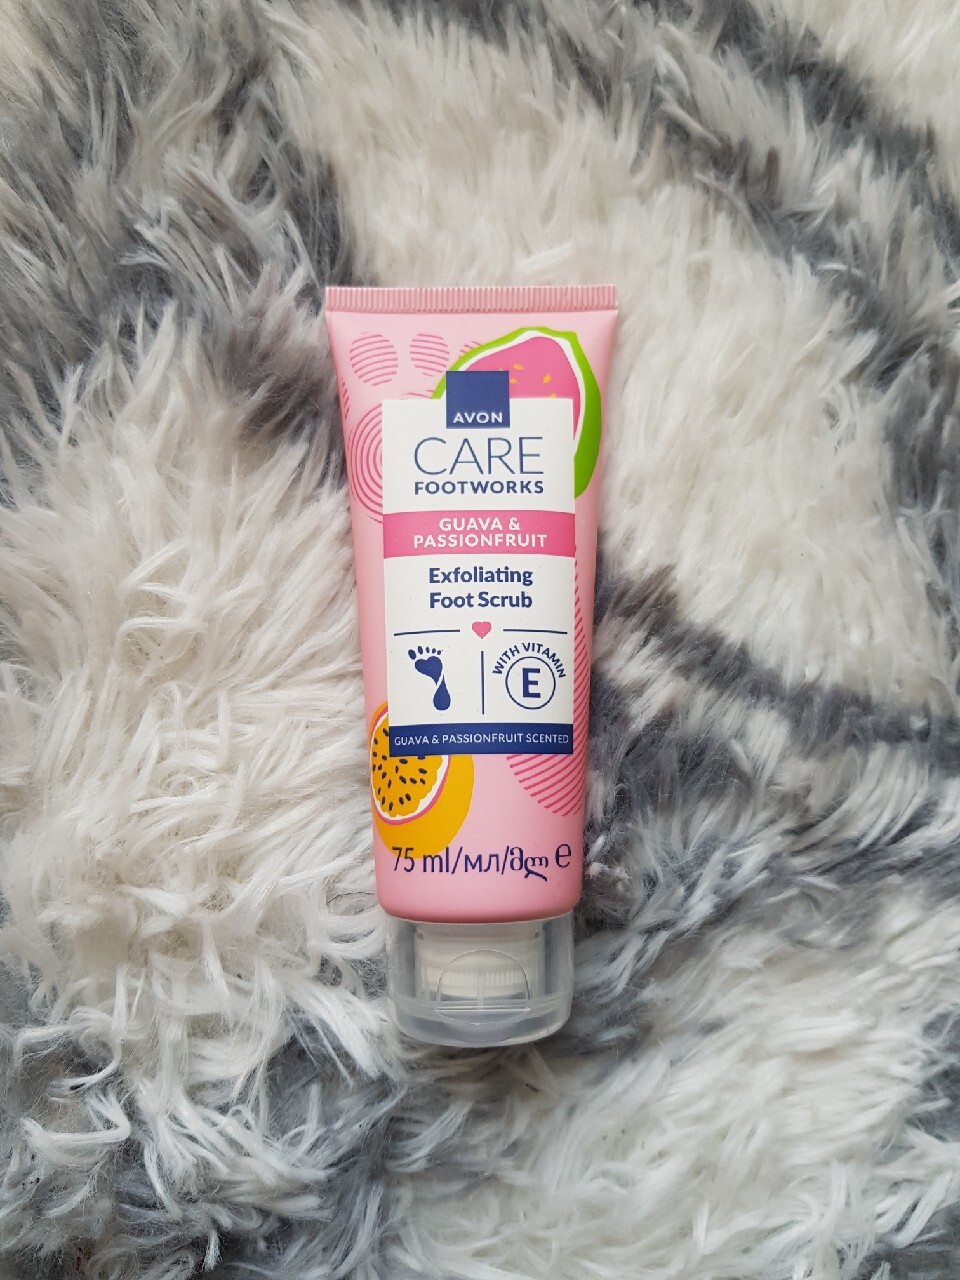 AVON
CARE
FOOTWORKS
GUAVA &
PASSIONFRUIT
Exfoliating
Foot Scrub
WITH VITAMIN
E
GUAVA & PASSIONFRUIT SCENTED
75 ml/мл/მლ e